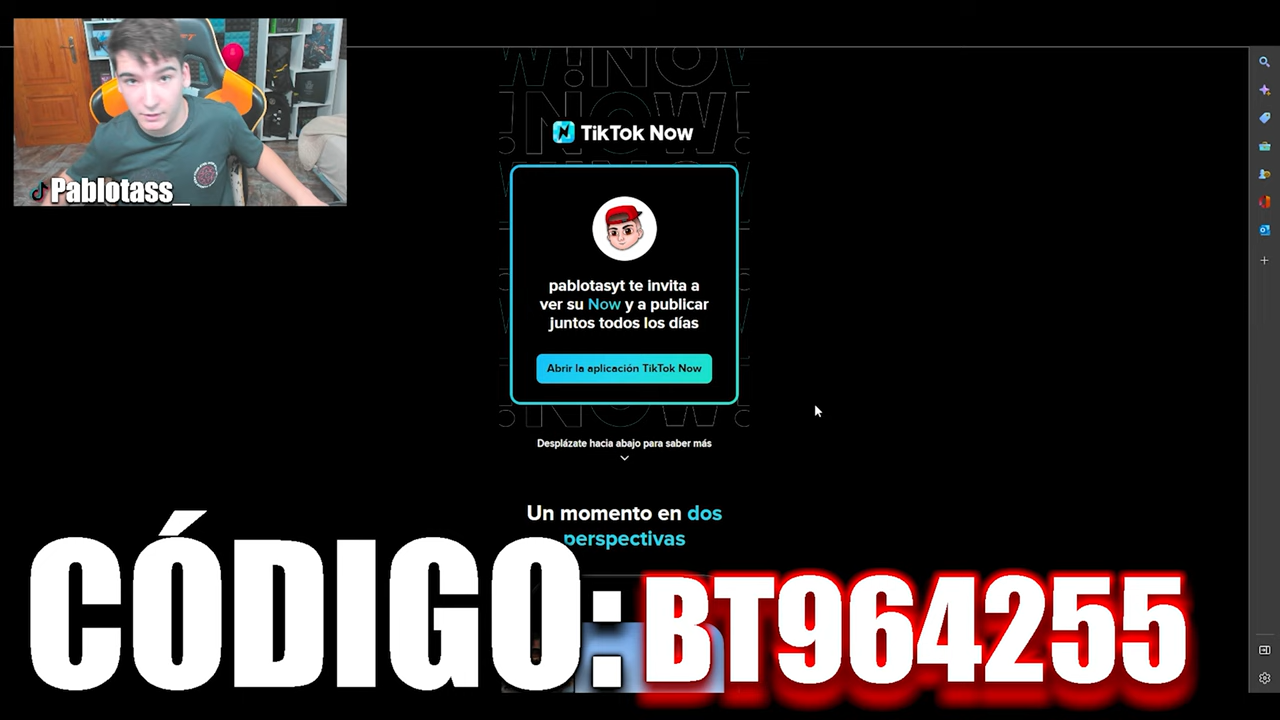 Pablotass_
TikTok Now
pablotasyt te invita a
ver su Now y a publicar
juntos todos los días
Abrir la aplicación TikTok Now
Desplázate hacia abajo para saber más
Un momento en dos
perspectivas
CÓDIGO: BT964255